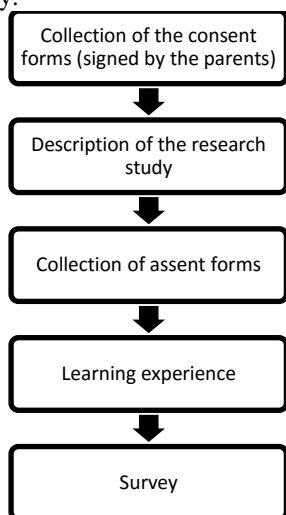 y.
Collection of the consent
forms (signed by the parents)
Description of the research
study
Collection of assent forms
Learning experience
Survey